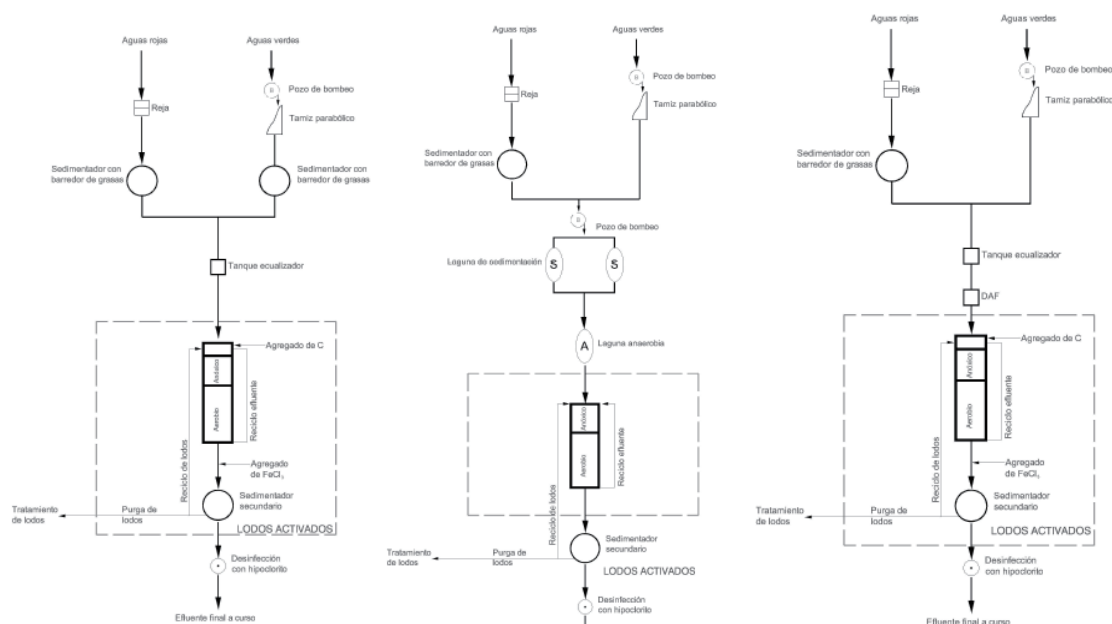 Aguas rojas
Aguas verdes
B
Pozo de bombeo
Reja
Tamiz parabólico
Sedimentador con
barredor de grasas
Sedimentador con
barredor de grasas
Tanque ecualizador
Agregado de C
Anóxico
Aerobio
Reciclo efluente
Reciclo de lodos
Agregado
de FeCl₃
Sedimentador
secundario
Tratamiento
de lodos
Purga de
lodos
LODOS ACTIVADOS
Desinfección
con hipoclorito
Efluente final a curso
Aguas rojas
Aguas verdes
B
Pozo de bombeo
Reja
Tamiz parabólico
Sedimentador con
barredor de grasas
B
Pozo de bombeo
Laguna de sedimentación
S
S
A
Laguna anaerobia
Anóxico
Aerobio
Reciclo efluente
Reciclo de lodos
Sedimentador
secundario
Tratamiento
de lodos
Purga de
lodos
LODOS ACTIVADOS
Desinfección
con hipoclorito
Aguas rojas
Aguas verdes
B
Pozo de bombeo
Reja
Tamiz parabólico
Sedimentador con
barredor de grasas
Tanque ecualizador
DAF
Agregado de C
Anóxico
Aerobio
Reciclo efluente
Reciclo de lodos
Agregado
de FeCl₃
Sedimentador
secundario
Tratamiento
de lodos
Purga de
lodos
LODOS ACTIVADOS
Desinfección
con hipoclorito
Efluente final a curso